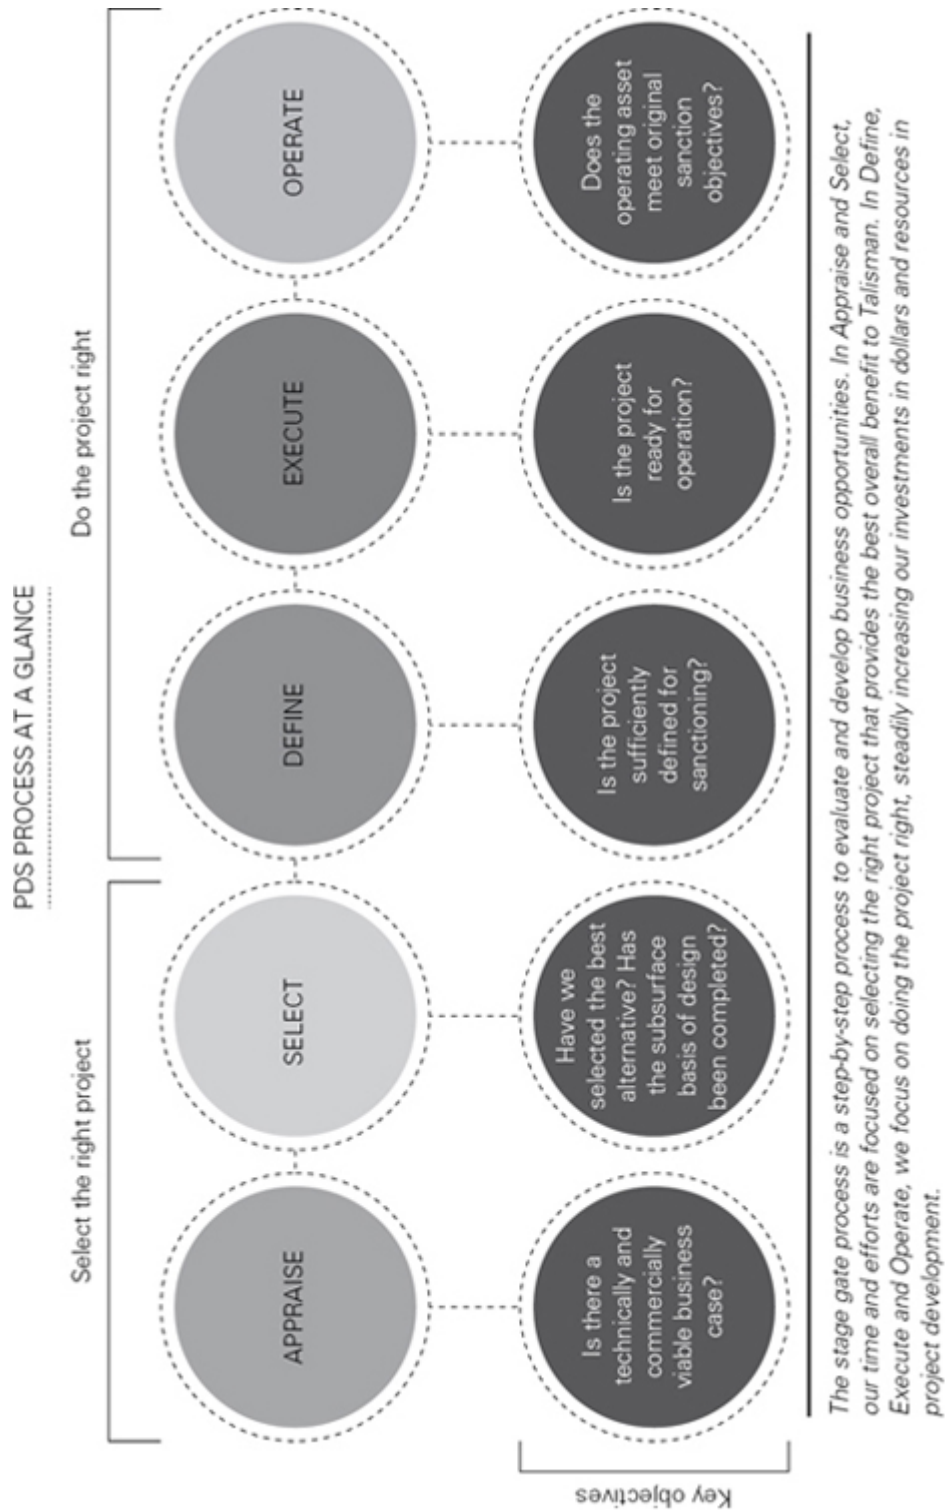 PDS PROCESS AT A GLANCE
Select the right project
Do the project right
APPRAISE
SELECT
DEFINE
EXECUTE
OPERATE
Key objectives
Is there a
technically and
commercially
viable business
case?
Have we
selected the best
alternative? Has
the subsurface
basis of design
been completed?
Is the project
sufficiently
defined for
sanctioning?
Is the project
ready for
operation?
Does the
operating asset
meet original
sanction
objectives?
The stage gate process is a step-by-step process to evaluate and develop business opportunities. In Appraise and Select,
our time and efforts are focused on selecting the right project that provides the best overall benefit to Talisman. In Define,
Execute and Operate, we focus on doing the project right, steadily increasing our investments in dollars and resources in
project development.